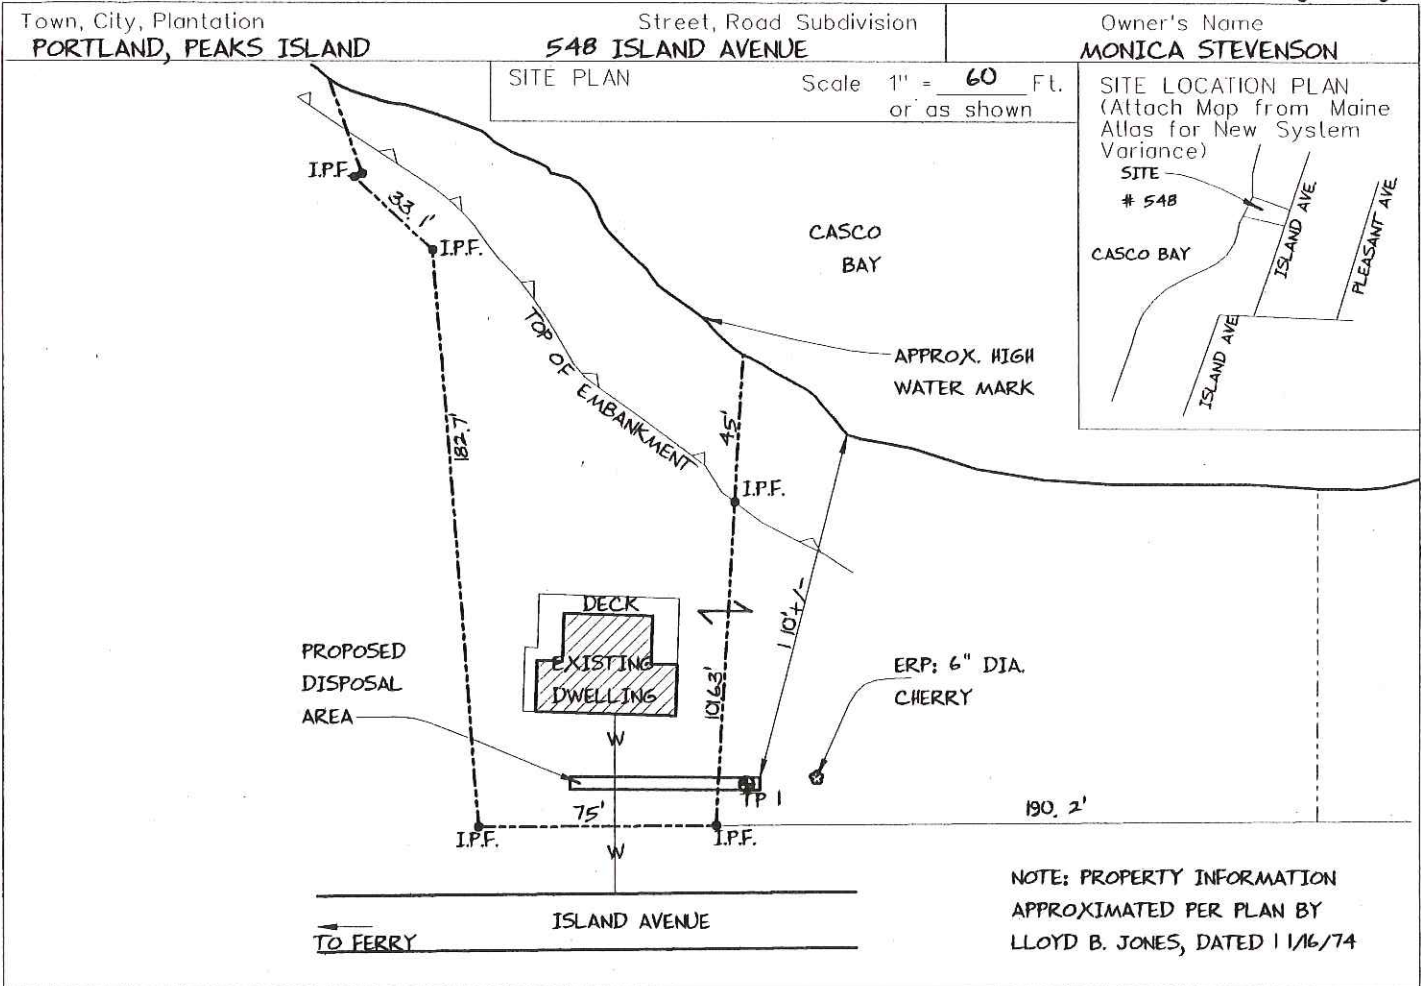 Town, City, Plantation
PORTLAND, PEAKS ISLAND
Street, Road Subdivision
548 ISLAND AVENUE
Owner's Name
MONICA STEVENSON
SITE PLAN
Scale 1" = 60 Ft.
or as shown
SITE LOCATION PLAN
(Attach Map from Maine
Atlas for New System
Variance)
SITE
# 548
CASCO BAY
ISLAND AVE.
PLEASANT AVE.
ISLAND AVE
I.P.F.
33.1'
I.P.F.
CASCO
BAY
TOP OF EMBANKMENT
APPROX. HIGH
WATER MARK
182.7'
45'
I.P.F.
110'+/-
DECK
EXISTING
DWELLING
PROPOSED
DISPOSAL
AREA
106.3'
ERP: 6" DIA.
CHERRY
W
TP 1
75'
190.2'
I.P.F.
I.P.F.
W
ISLAND AVENUE
TO FERRY
NOTE: PROPERTY INFORMATION
APPROXIMATED PER PLAN BY
LLOYD B. JONES, DATED 11/16/74